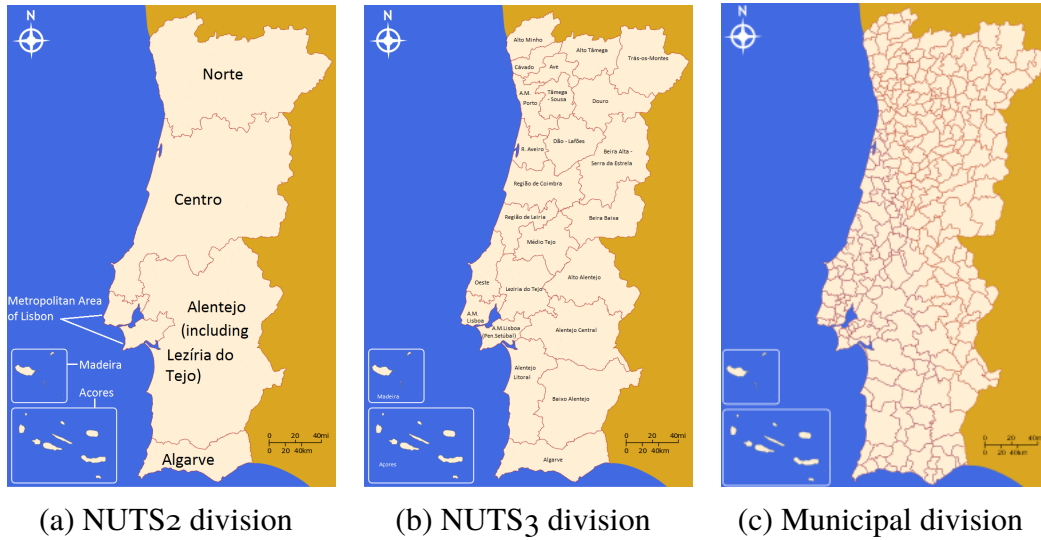 N
Norte
Centro
Metropolitan Area
of Lisbon
Alentejo
(including
Lezíria do
Tejo)
Madeira
Açores
Algarve
0 20 40mi
0 20 40km
(a) NUTS2 division
N
Alto Minho
Alto Tâmega
Trás-os-Montes
Cávado
Ave
A.M.
Porto
Tâmega
- Sousa
Douro
R. Aveiro
Dão - Lafões
Beira Alta -
Serra da Estrela
Região de Coimbra
Região de Leiria
Beira Baixa
Médio Tejo
Oeste
Lezíria do Tejo
Alto Alentejo
A.M.
Lisboa
A.M.Lisboa
(Pen.Setúbal)
Alentejo Central
Alentejo
Litoral
Baixo Alentejo
Madeira
Açores
Algarve
0 20 40mi
0 20 40km
(b) NUTS3 division
N
0 20 40mi
0 20 40km
(c) Municipal division